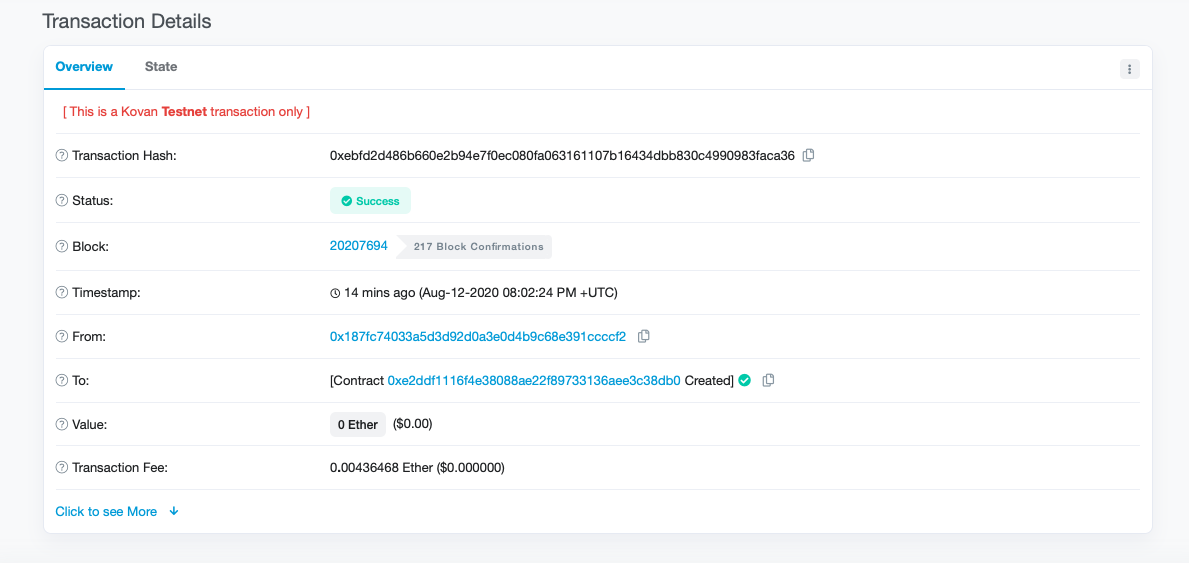 Transaction Details
Overview State
[ This is a Kovan Testnet transaction only ]
Transaction Hash: 0xebfd2d486b660e2b94e7f0ec080fa063161107b16434dbb830c4990983faca36
Status: Success
Block: 20207694 217 Block Confirmations
Timestamp: 14 mins ago (Aug-12-2020 08:02:24 PM +UTC)
From: 0x187fc74033a5d3d92d0a3e0d4b9c68e391ccccf2
To: [Contract 0xe2ddf1116f4e38088ae22f89733136aee3c38db0 Created]
Value: 0 Ether ($0.00)
Transaction Fee: 0.00436468 Ether ($0.000000)
Click to see More